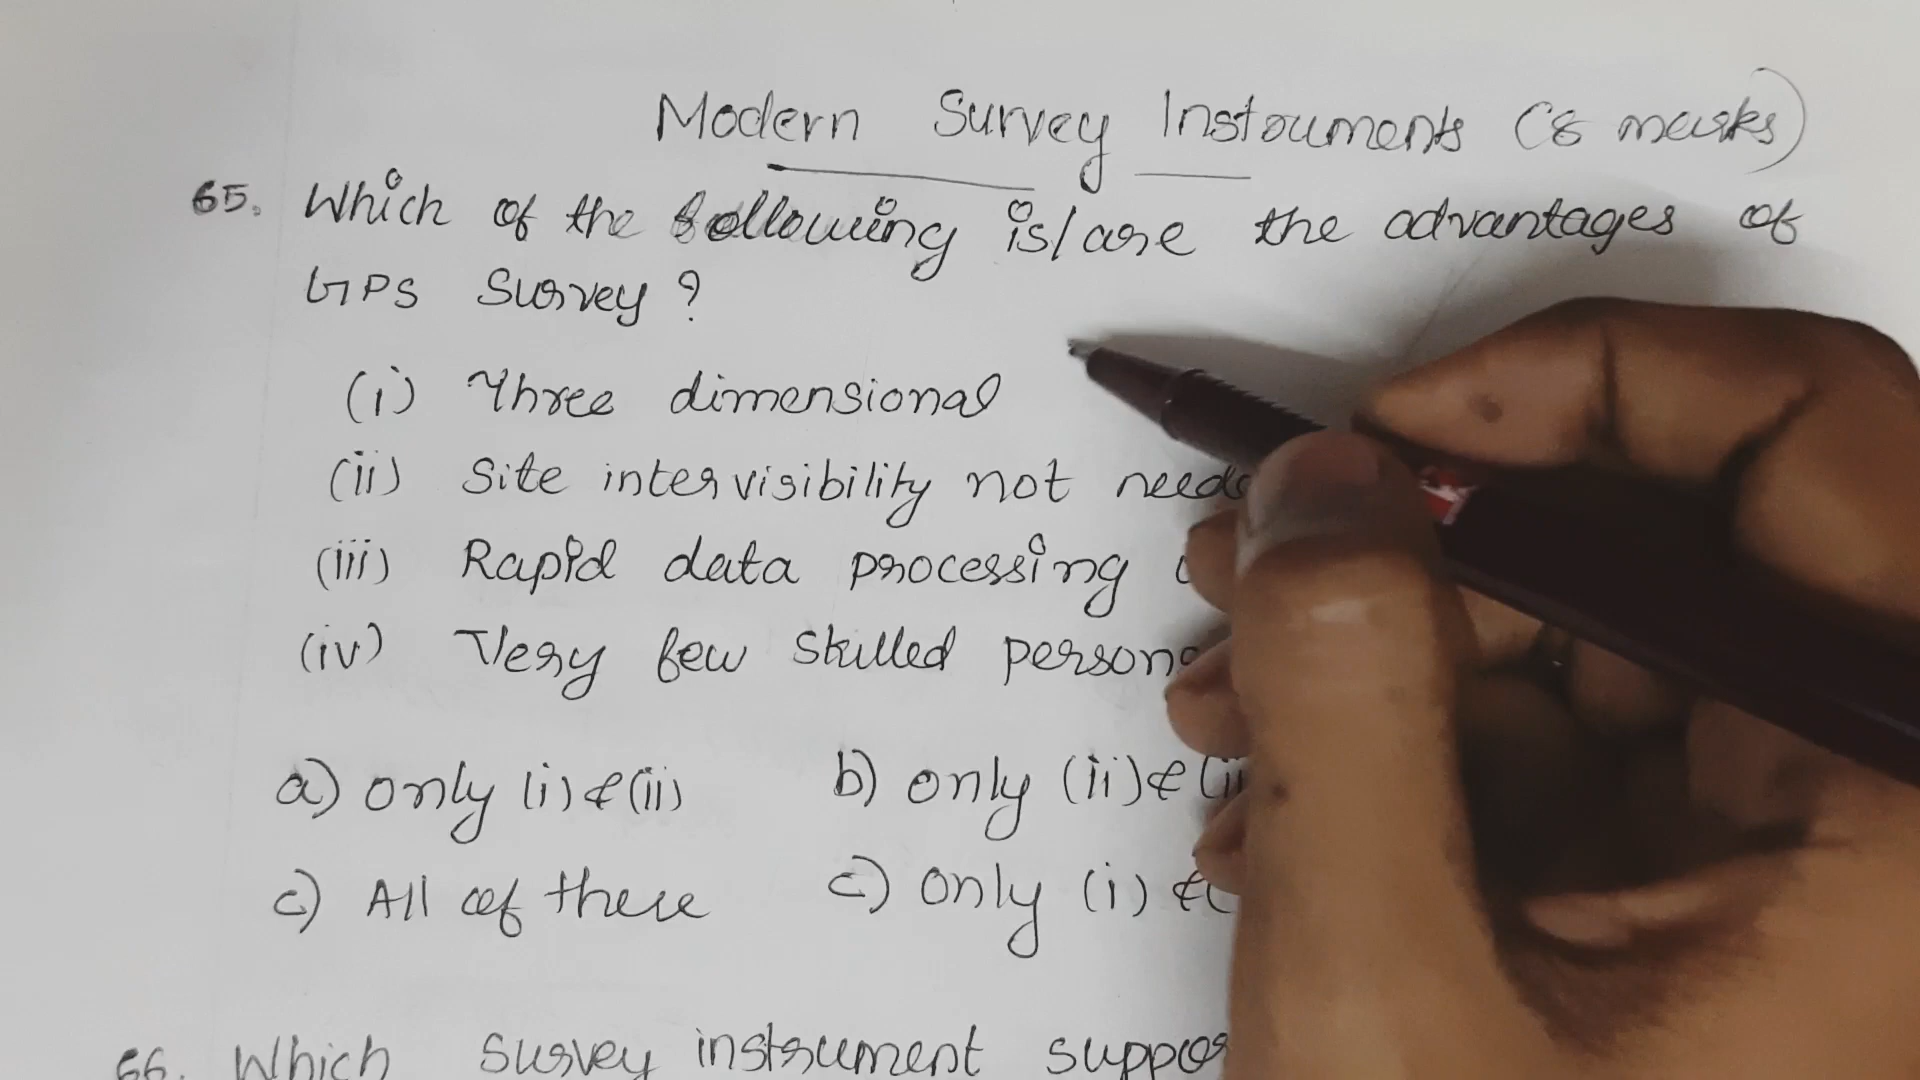 Modern Survey Instruments (8 marks)
65. Which of the following is/are the advantages of
GPS Survey?
(i) Three dimensional
(ii) Site intervisibility not
(iii) Rapid data processing
(iv) Very few skilled
a) only (i) & (ii) b) only (ii) &
c) All of these c) only (i) &
66. Which survey instrument